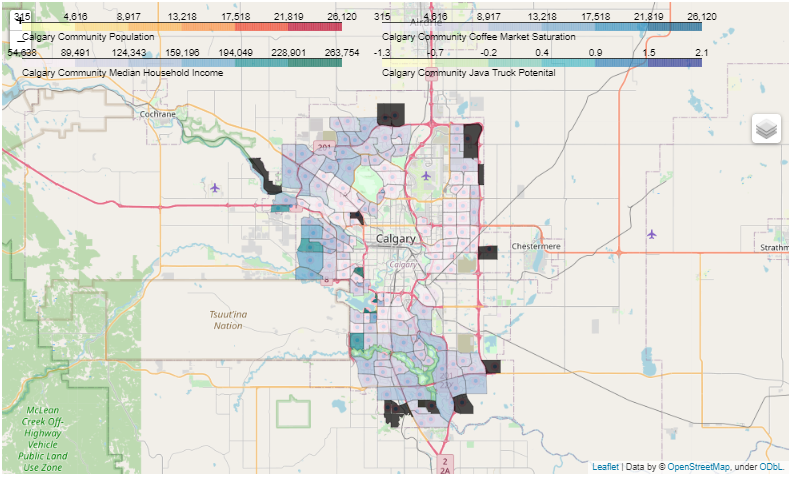 315 4,616 8,917 13,218 17,518 21,819 26,120
Calgary Community Population
315 4,616 8,917 13,218 17,518 21,819 26,120
Calgary Community Coffee Market Saturation
54,638 89,491 124,343 159,196 194,049 228,901 263,754
Calgary Community Median Household Income
-1.3 -0.7 -0.2 0.4 0.9 1.5 2.1
Calgary Community Java Truck Potenital
+
−
Airdrie
Cochrane
201
Calgary
Calgary
Chestermere
Strathm
8
Tsuut'ina
Nation
McLean
Creek Off-
Highway
Vehicle
Public Land
Use Zone
2
2A
Leaflet | Data by © OpenStreetMap, under ODbL.